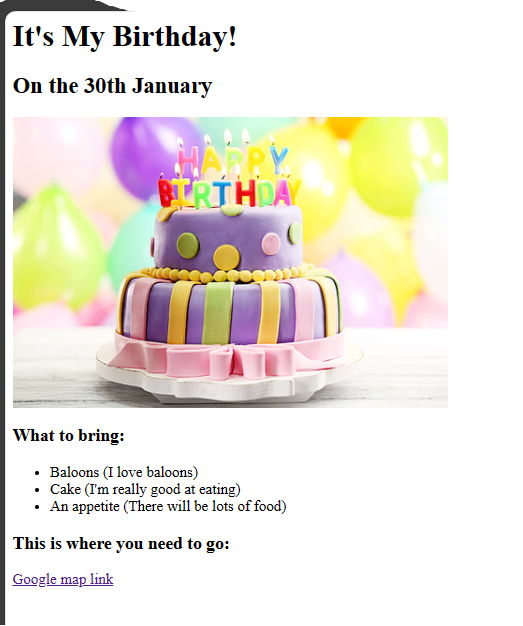 It's My Birthday!
On the 30th January
HAPPY
BIRTHDAY
What to bring:
Baloons (I love baloons)
Cake (I'm really good at eating)
An appetite (There will be lots of food)
This is where you need to go:
Google map link